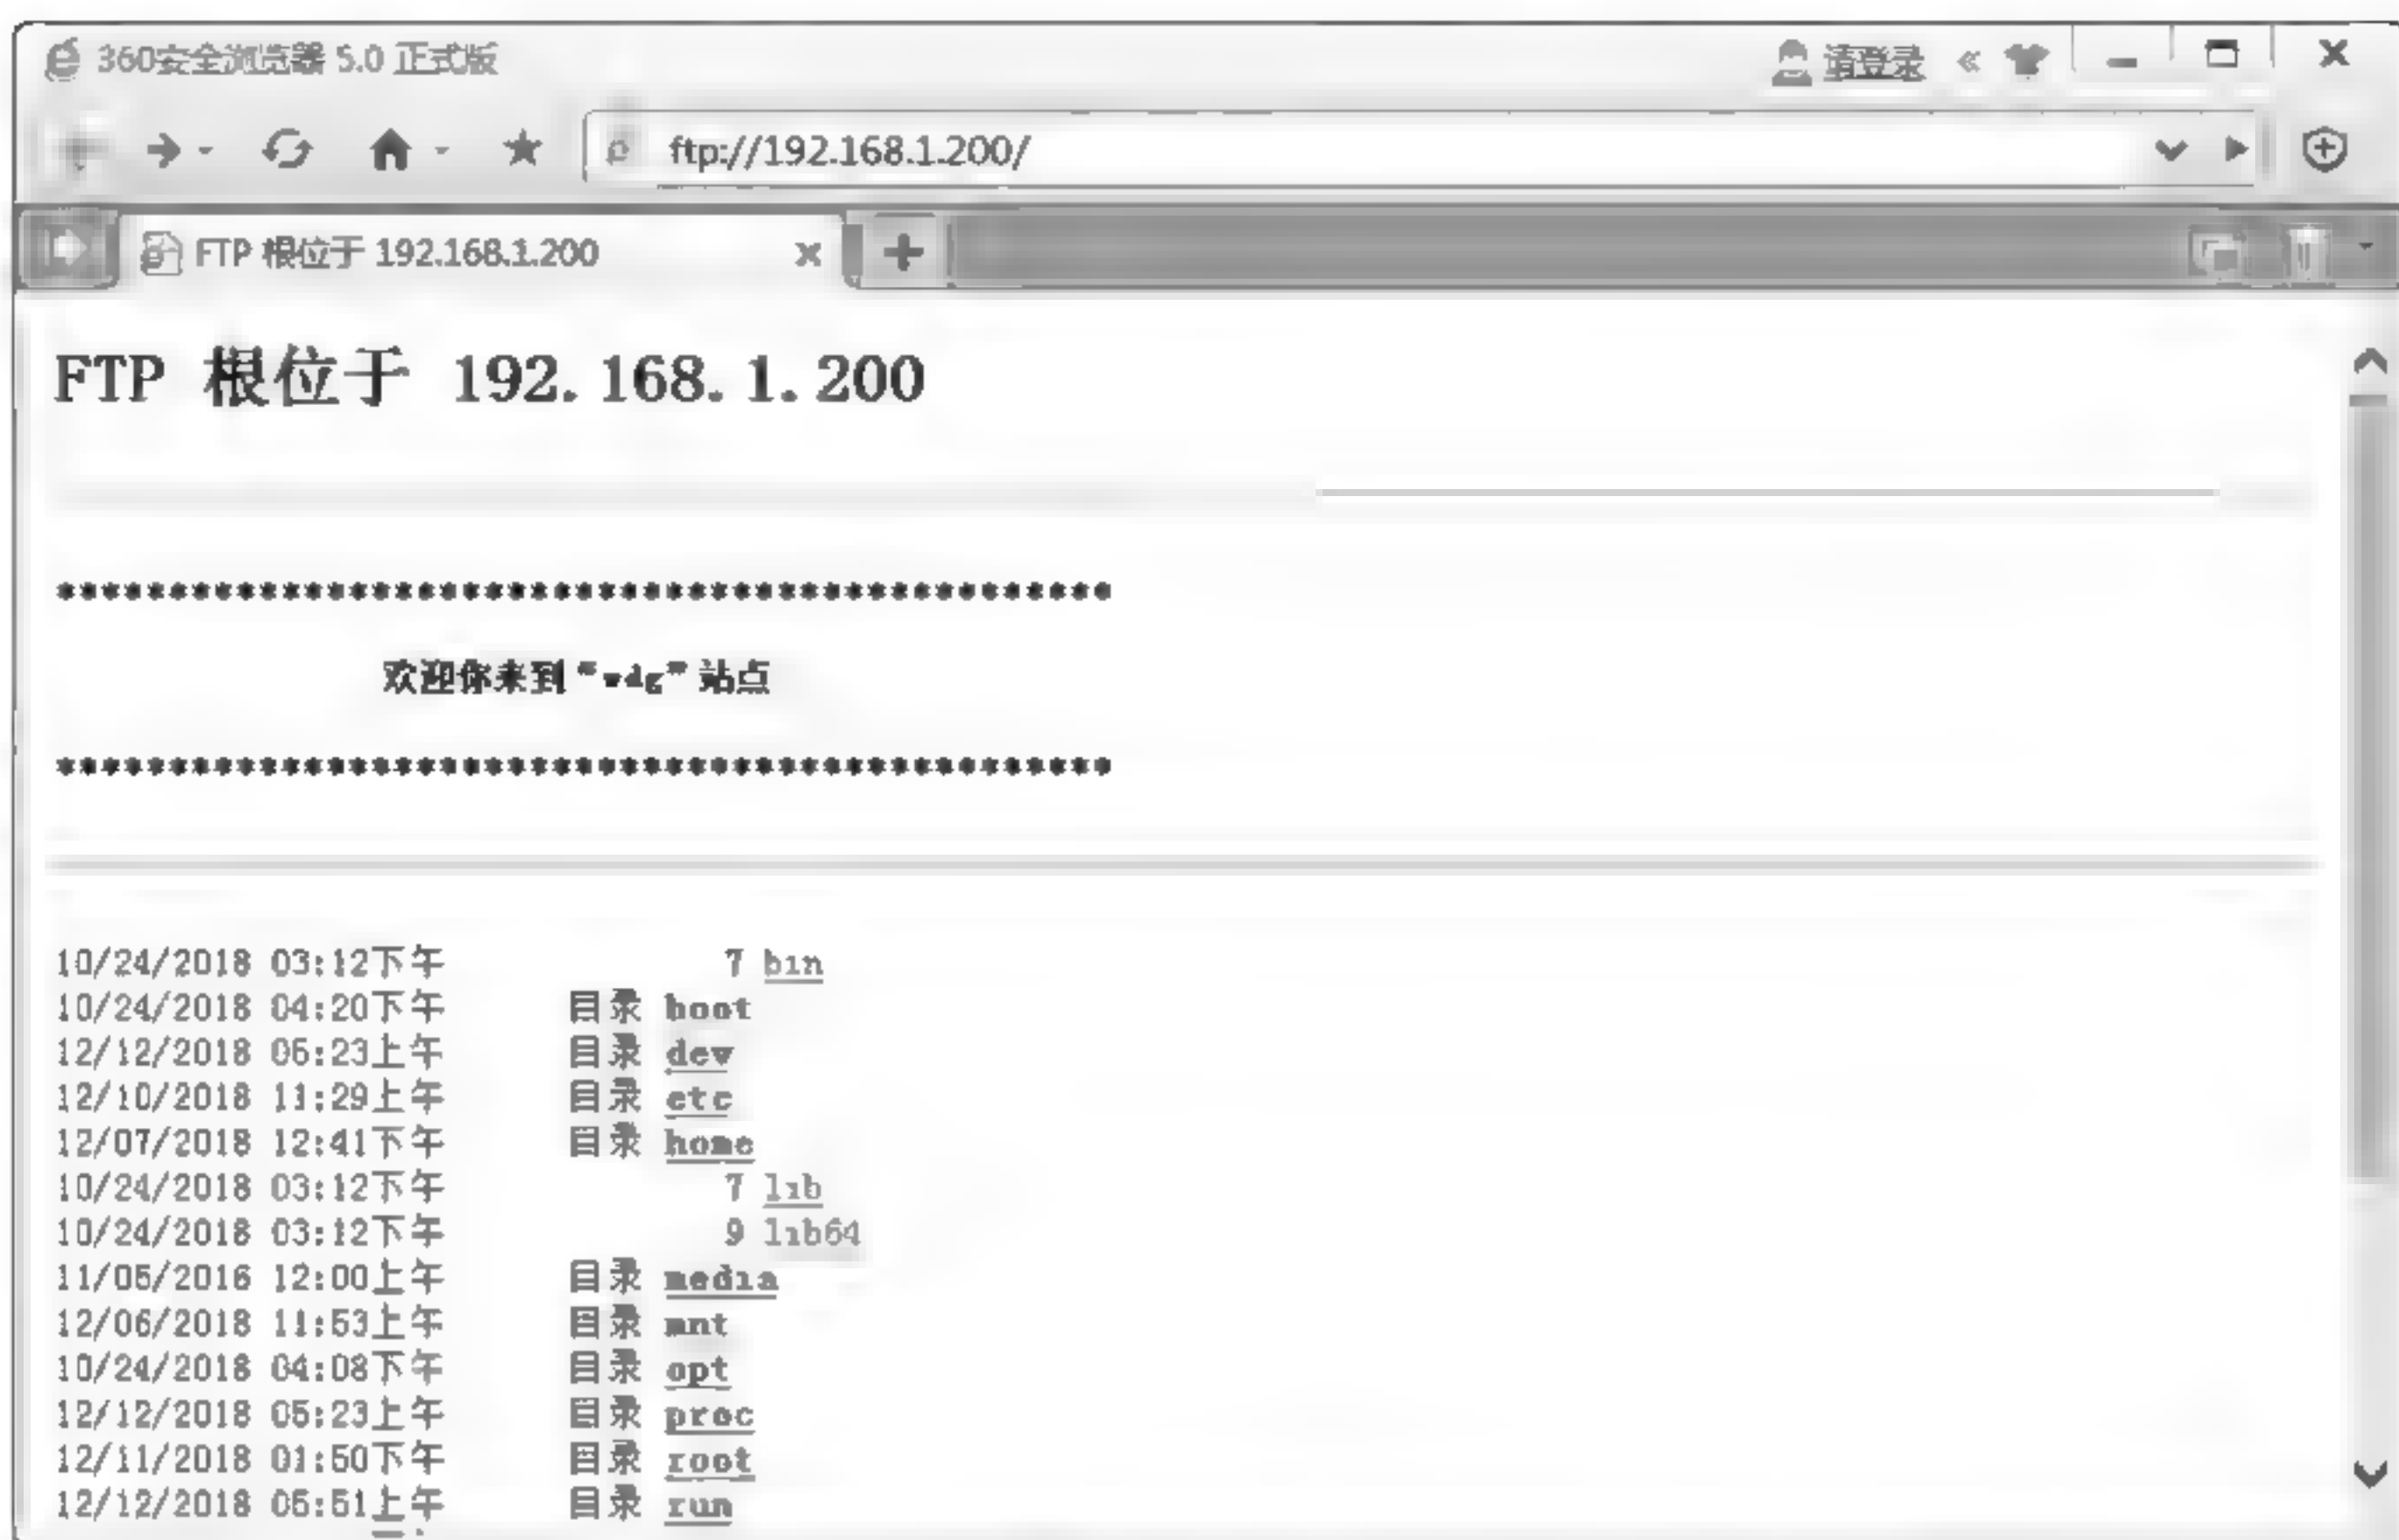 360安全浏览器 5.0 正式版
请登录 «
ftp://192.168.1.200/
FTP 根位于 192.168.1.200
FTP 根位于 192.168.1.200
***********************************************
欢迎你来到“wdg”站点
***********************************************
10/24/2018 03:12下午 7 bin
10/24/2018 04:20下午 目录 boot
12/12/2018 05:23上午 目录 dev
12/10/2018 11:29上午 目录 etc
12/07/2018 12:41下午 目录 home
10/24/2018 03:12下午 7 lib
10/24/2018 03:12下午 9 lib64
11/05/2016 12:00上午 目录 media
12/06/2018 11:53上午 目录 mnt
10/24/2018 04:08下午 目录 opt
12/12/2018 05:23上午 目录 proc
12/11/2018 01:50下午 目录 root
12/12/2018 05:51上午 目录 run